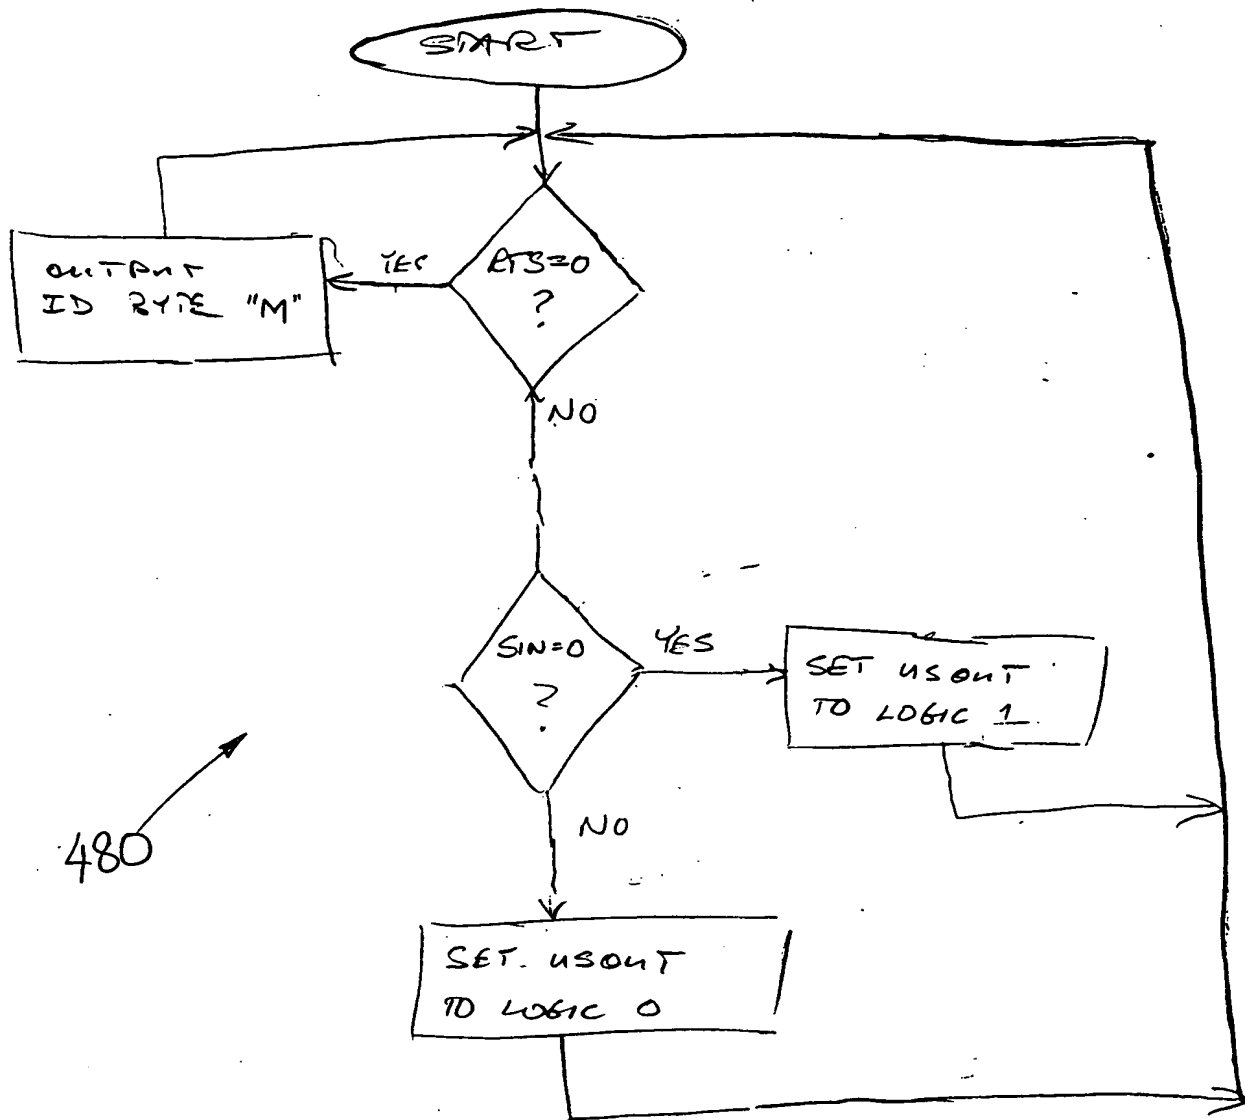 START
RTS=0
?
YES
OUTPUT
ID BYTE "M"
NO
SIN=0
?
YES
SET USOUT
TO LOGIC 1
NO
SET USOUT
TO LOGIC 0
480